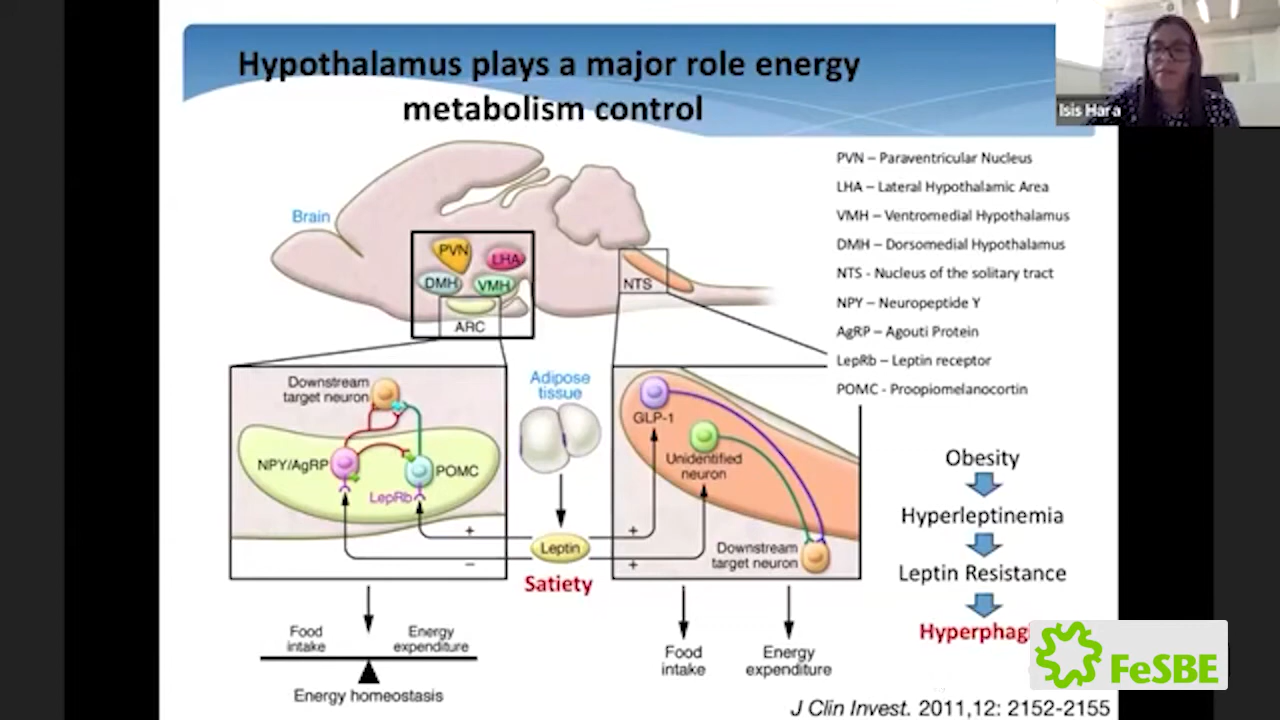 Hypothalamus plays a major role energy
metabolism control
Isis Hara
PVN – Paraventricular Nucleus
LHA – Lateral Hypothalamic Area
VMH – Ventromedial Hypothalamus
DMH – Dorsomedial Hypothalamus
NTS - Nucleus of the solitary tract
NPY – Neuropeptide Y
AgRP – Agouti Protein
LepRb – Leptin receptor
POMC - Proopiomelanocortin
Brain
PVN
LHA
DMH
VMH
ARC
NTS
Downstream
target neuron
NPY/AgRP
POMC
LepRb
+
–
Adipose
tissue
Leptin
Satiety
GLP-1
Unidentified
neuron
+
+
Downstream
target neuron
Food
intake
Energy
expenditure
Energy homeostasis
Food
intake
Energy
expenditure
Obesity
Hyperleptinemia
Leptin Resistance
Hyperphag
FeSBE
J Clin Invest. 2011,12: 2152-2155